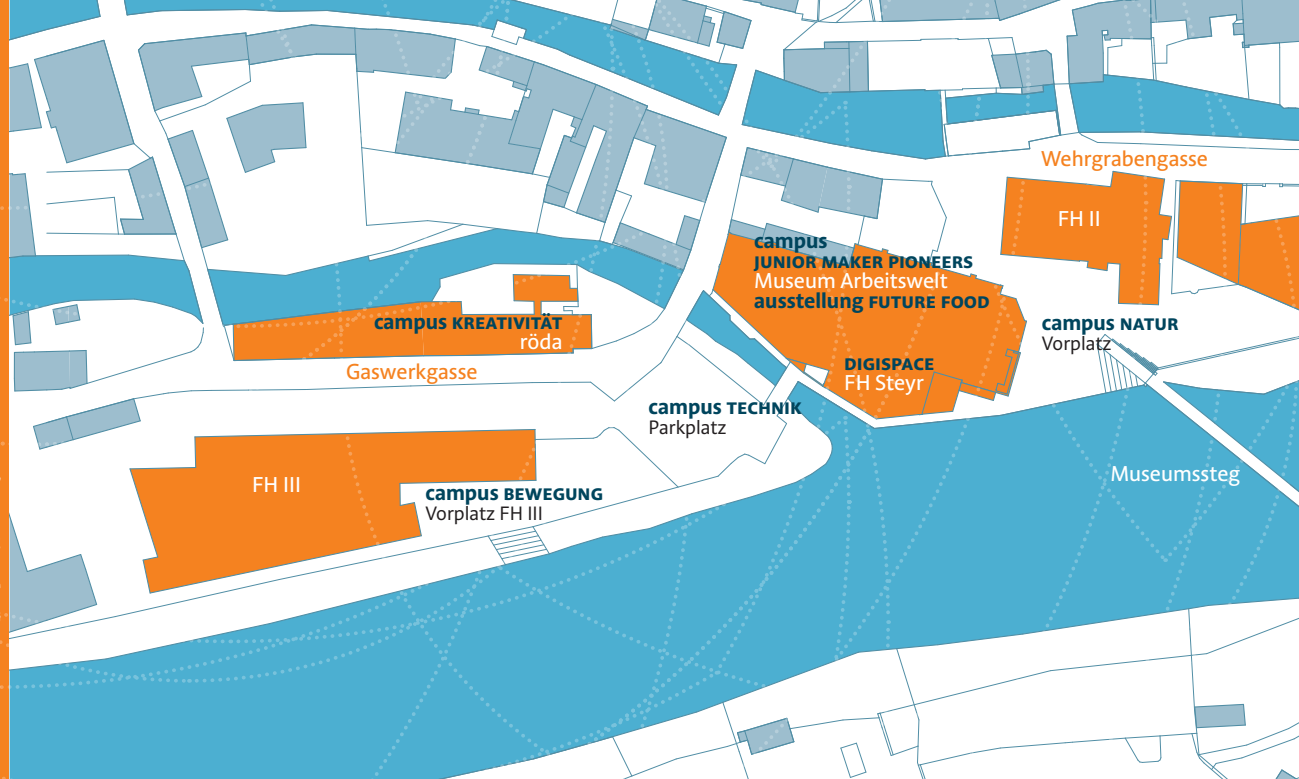 Wehrgrabengasse
FH II
campus
JUNIOR MAKER PIONEERS
Museum Arbeitswelt
ausstellung FUTURE FOOD
campus NATUR
Vorplatz
campus KREATIVITÄT
röda
Gaswerkgasse
DIGISPACE
FH Steyr
campus TECHNIK
Parkplatz
Museumssteg
FH III
campus BEWEGUNG
Vorplatz FH III